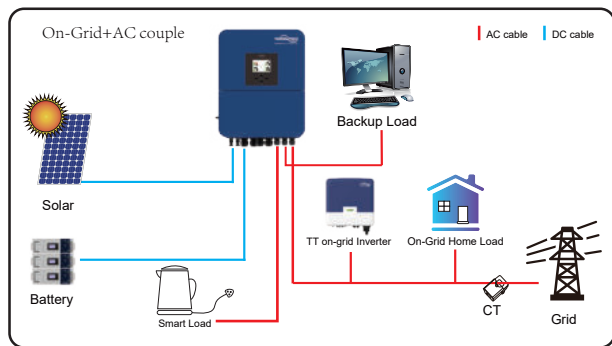 On-Grid+AC couple
AC cable
DC cable
Backup Load
Solar
TT on-grid Inverter
On-Grid Home Load
Battery
Smart Load
CT
Grid